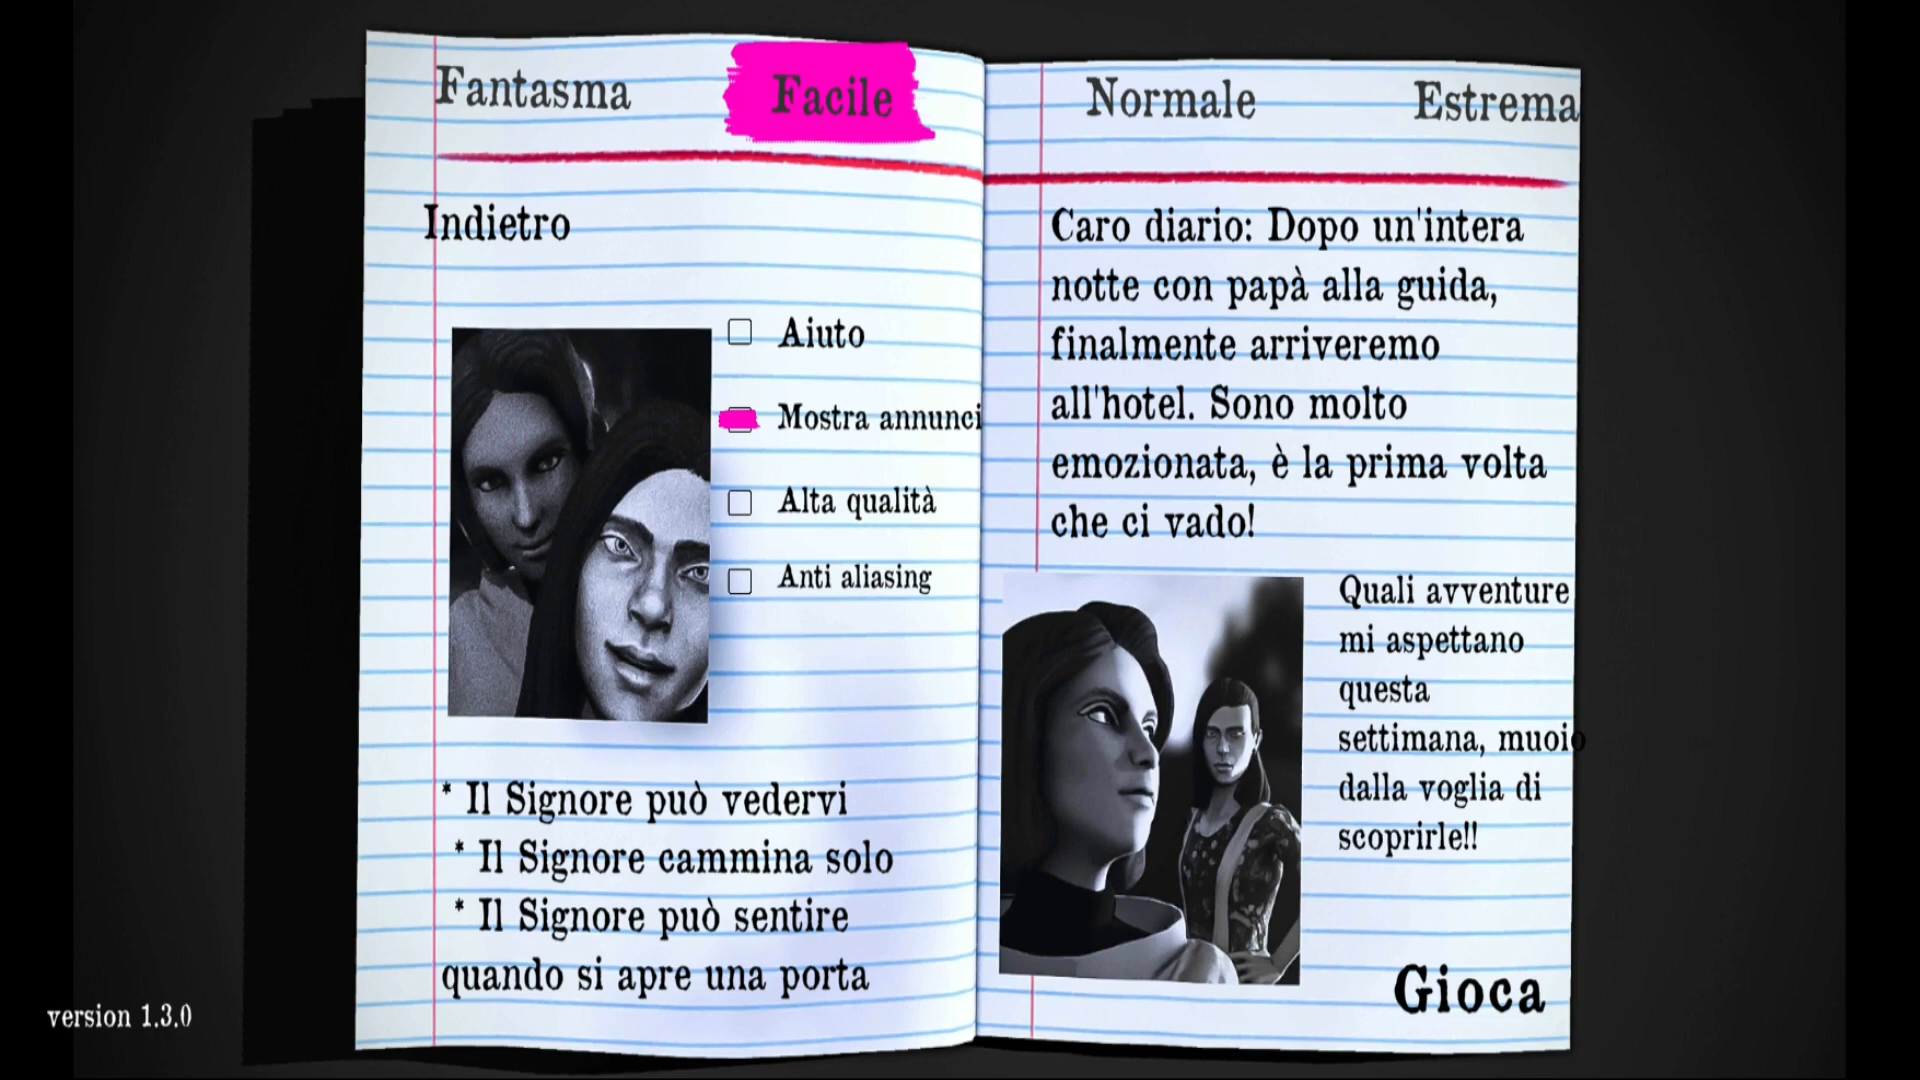 Fantasma
Facile
Normale
Estrema
Indietro
Aiuto
Mostra annunci
Alta qualità
Anti aliasing
* Il Signore può vedervi
* Il Signore cammina solo
* Il Signore può sentire
quando si apre una porta
Caro diario: Dopo un'intera
notte con papà alla guida,
finalmente arriveremo
all'hotel. Sono molto
emozionata, è la prima volta
che ci vado!
Quali avventure
mi aspettano
questa
settimana, muoio
dalla voglia di
scoprirle!!
Gioca
version 1.3.0